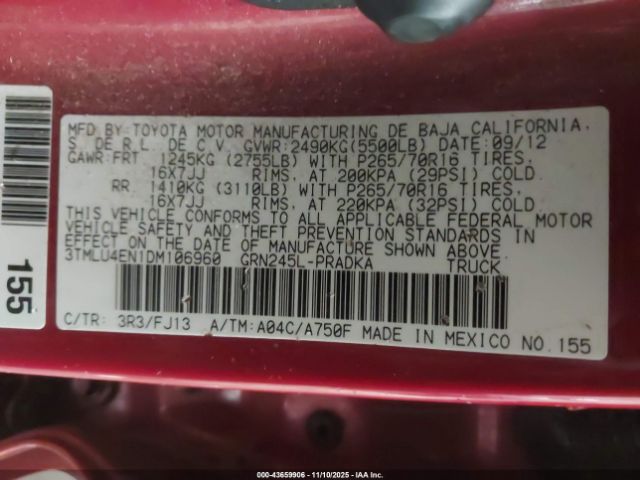 155
MFD BY: TOYOTA MOTOR MANUFACTURING DE BAJA CALIFORNIA.
S. DE R.L. DE C.V. GVWR: 2490KG(5500LB) DATE: 09/12
GAWR: FRT 1245KG (2755LB) WITH P265/70R16 TIRES.
16X7JJ RIMS. AT 200KPA (29PSI) COLD.
RR 1410KG (3110LB) WITH P265/70R16 TIRES.
16X7JJ RIMS. AT 220KPA (32PSI) COLD.
THIS VEHICLE CONFORMS TO ALL APPLICABLE FEDERAL MOTOR
VEHICLE SAFETY AND THEFT PREVENTION STANDARDS IN
EFFECT ON THE DATE OF MANUFACTURE SHOWN ABOVE.
3TMLU4EN1DM106960 GRN245L-PRADKA TRUCK
C/TR: 3R3/FJ13 A/TM: A04C/A750F MADE IN MEXICO NO. 155
000-43659906 - 11/10/2025 - IAA Inc.